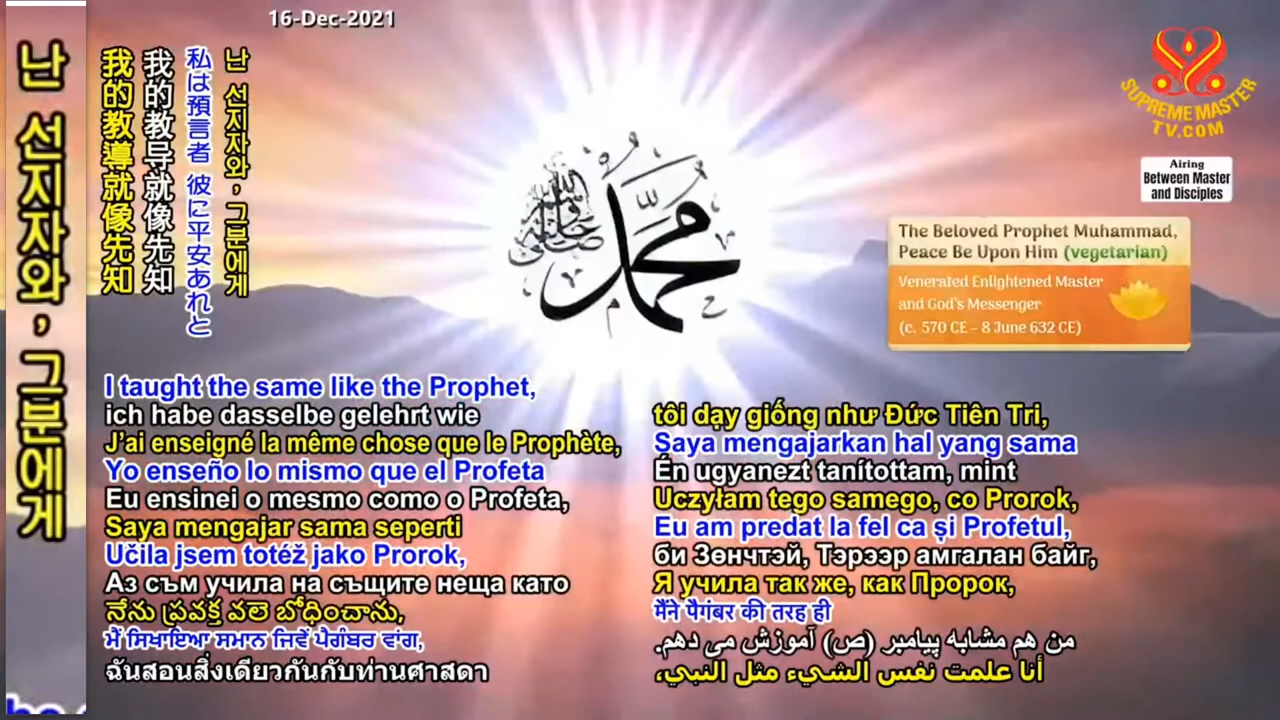 16-Dec-2021
난 선지자와, 그분에게
我的教導就像先知
我的教导就像先知
私は預言者 彼に平安あれと
난 선지자와, 그분에게
محمد
صلى الله عليه وسلم
SUPREME MASTER
TV.COM
Airing
Between Master
and Disciples
The Beloved Prophet Muhammad,
Peace Be Upon Him (vegetarian)
Venerated Enlightened Master
and God's Messenger
(c. 570 CE – 8 June 632 CE)
I taught the same like the Prophet,
ich habe dasselbe gelehrt wie
J'ai enseigné la même chose que le Prophète,
Yo enseño lo mismo que el Profeta
Eu ensinei o mesmo como o Profeta,
Saya mengajar sama seperti
Učila jsem totéž jako Prorok,
Аз съм учила на същите неща като
నేను ప్రవక్త వలె బోధించాను,
ਮੈਂ ਸਿਖਾਇਆ ਸਮਾਨ ਜਿਵੇਂ ਪੈਗੰਬਰ ਵਾਂਗ,
ฉันสอนสิ่งเดียวกันกับท่านศาสดา
tôi dạy giống như Đức Tiên Tri,
Saya mengajarkan hal yang sama
Én ugyanezt tanítottam, mint
Uczyłam tego samego, co Prorok,
Eu am predat la fel ca și Profetul,
би Зөнчтэй, Тэрээр амгалан байг,
Я учила так же, как Пророк,
मैंने पैगंबर की तरह ही
من هم مشابه پیامبر (ص) آموزش می دهم.
أنا علمت نفس الشيء مثل النبي،